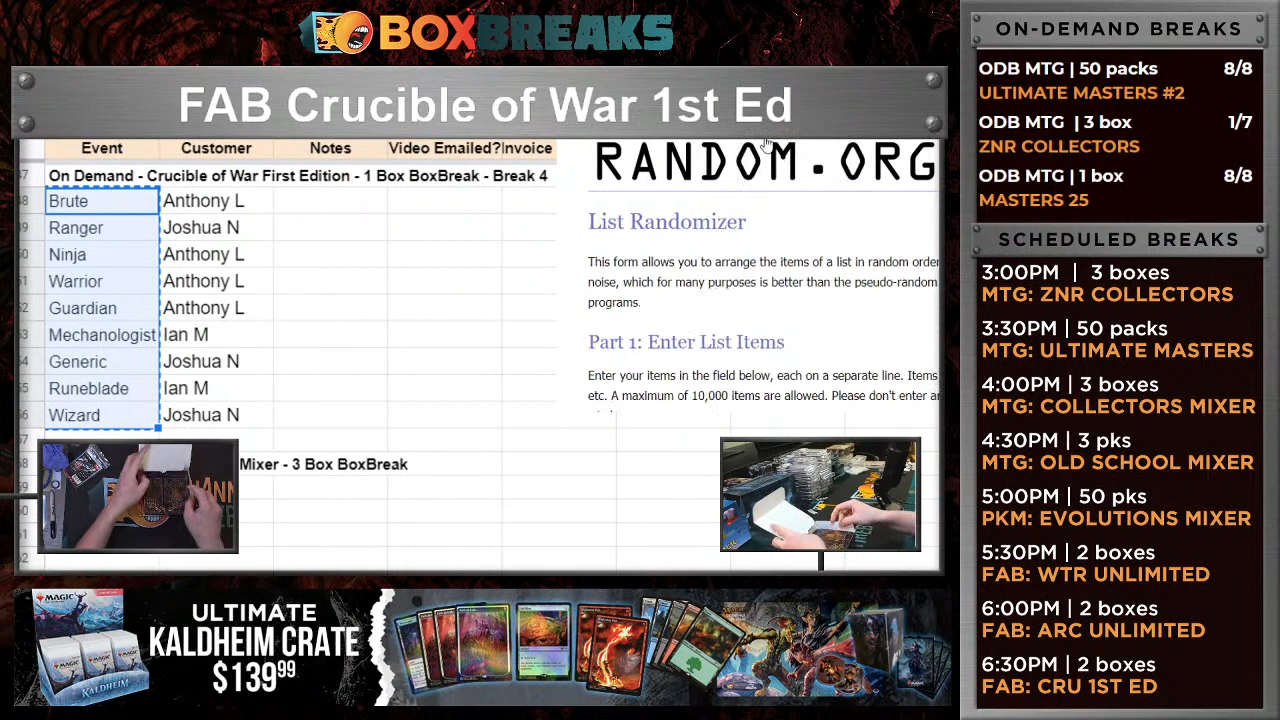 BOXBREAKS
FAB Crucible of War 1st Ed
Event Customer Notes Video Emailed? Invoice
On Demand - Crucible of War First Edition - 1 Box BoxBreak - Break 4
Brute Anthony L
Ranger Joshua N
Ninja Anthony L
Warrior Anthony L
Guardian Anthony L
Mechanologist Ian M
Generic Joshua N
Runeblade Ian M
Wizard Joshua N
Mixer - 3 Box BoxBreak
RANDOM.ORG
List Randomizer
This form allows you to arrange the items of a list in random order
noise, which for many purposes is better than the pseudo-random
programs.
Part 1: Enter List Items
Enter your items in the field below, each on a separate line. Items
etc. A maximum of 10,000 items are allowed. Please don't enter
MAGIC
KALDHEIM
ULTIMATE
KALDHEIM CRATE
$139.99
ON-DEMAND BREAKS
ODB MTG | 50 packs 8/8
ULTIMATE MASTERS #2
ODB MTG | 3 box 1/7
ZNR COLLECTORS
ODB MTG | 1 box 8/8
MASTERS 25
SCHEDULED BREAKS
3:00PM | 3 boxes
MTG: ZNR COLLECTORS
3:30PM | 50 packs
MTG: ULTIMATE MASTERS
4:00PM | 3 boxes
MTG: COLLECTORS MIXER
4:30PM | 3 pks
MTG: OLD SCHOOL MIXER
5:00PM | 50 pks
PKM: EVOLUTIONS MIXER
5:30PM | 2 boxes
FAB: WTR UNLIMITED
6:00PM | 2 boxes
FAB: ARC UNLIMITED
6:30PM | 2 boxes
FAB: CRU 1ST ED